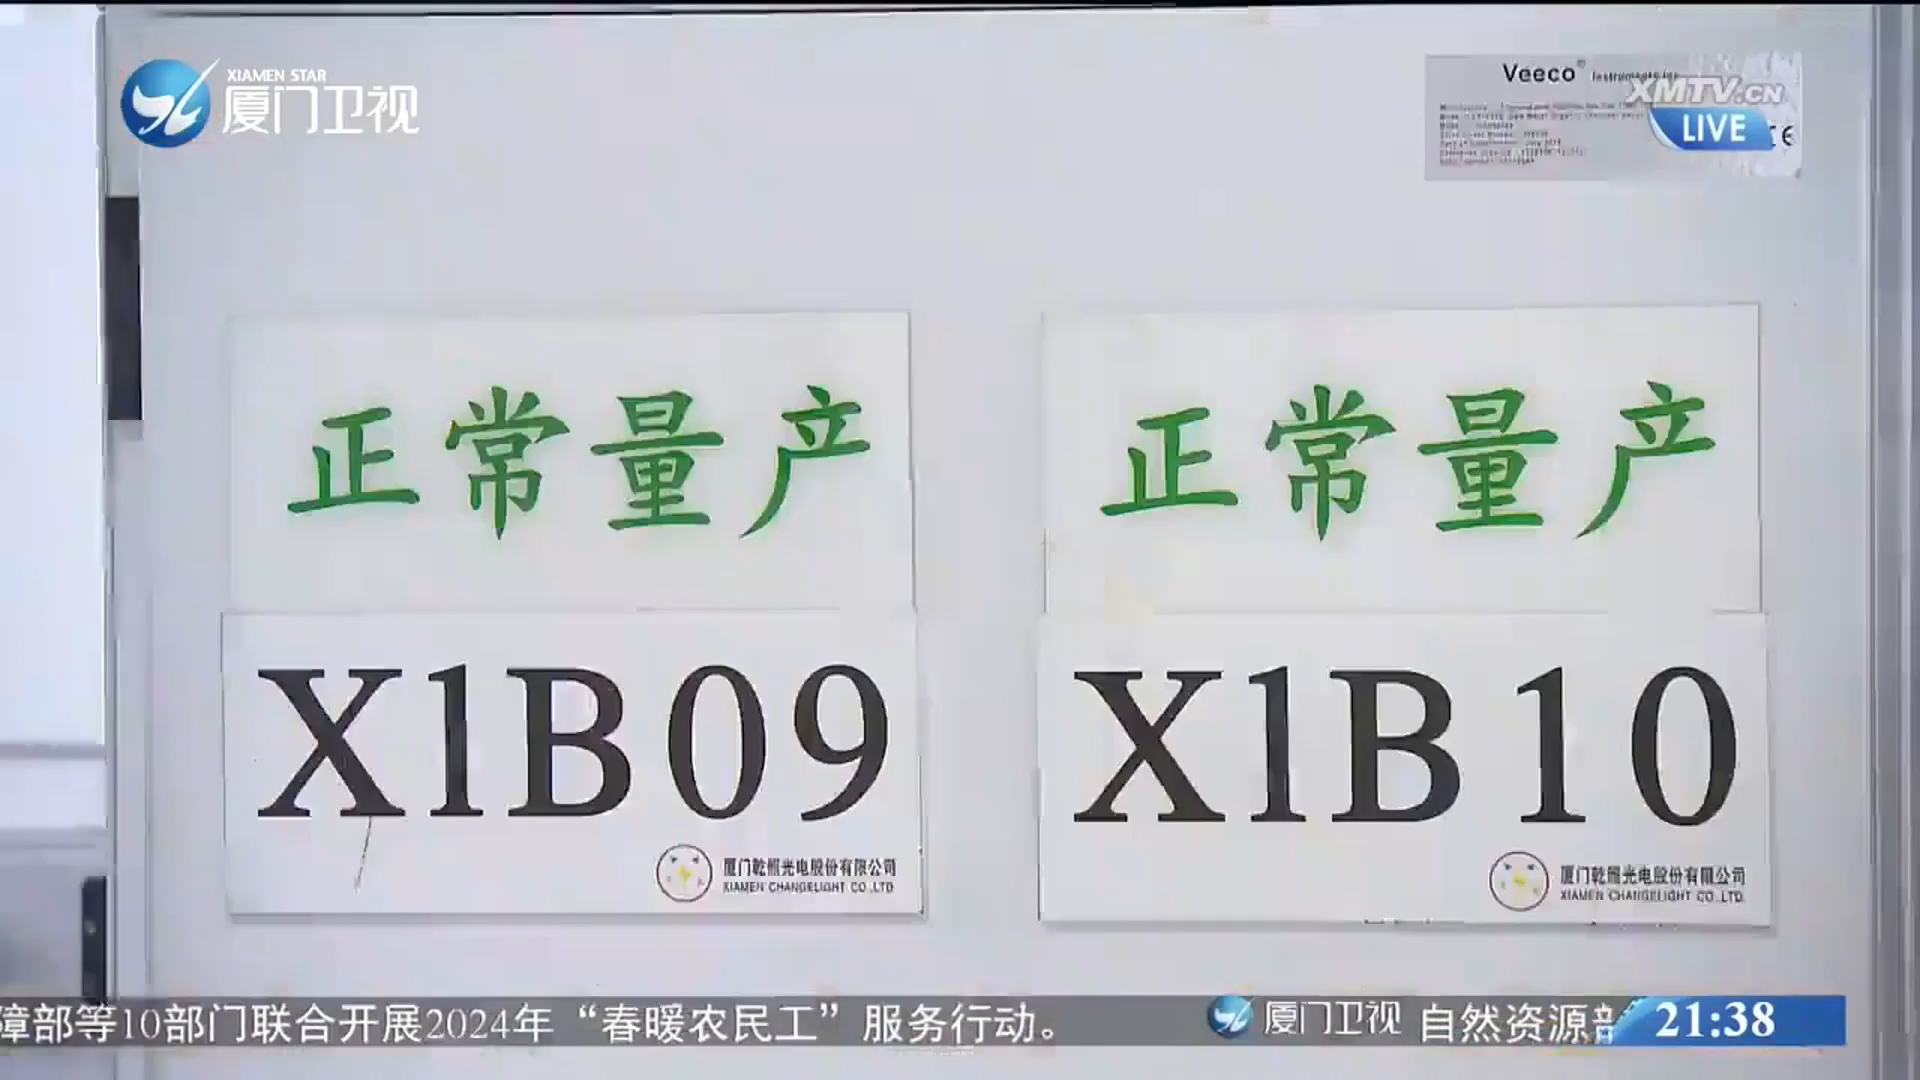 XIAMEN STAR
厦门卫视
Veeco
XMTV.CN
LIVE
正常量产
正常量产
X1B09
X1B10
厦门乾照光电股份有限公司
XIAMEN CHANGELIGHT CO.,LTD.
厦门乾照光电股份有限公司
XIAMEN CHANGELIGHT CO.,LTD.
障部等10部门联合开展2024年“春暖农民工”服务行动。
厦门卫视
自然资源部
21:38